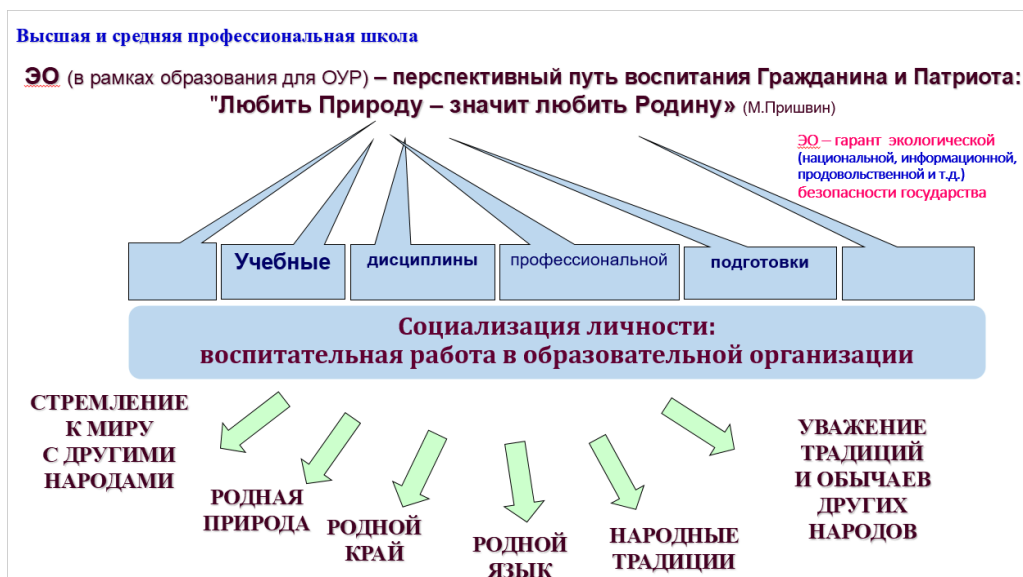 Высшая и средняя профессиональная школа
ЭО (в рамках образования для ОУР) – перспективный путь воспитания Гражданина и Патриота:
"Любить Природу – значит любить Родину» (М.Пришвин)
ЭО – гарант экологической
(национальной, информационной,
продовольственной и т.д.)
безопасности государства
Учебные
дисциплины
профессиональной
подготовки
Социализация личности:
воспитательная работа в образовательной организации
СТРЕМЛЕНИЕ
К МИРУ
С ДРУГИМИ
НАРОДАМИ
РОДНАЯ
ПРИРОДА
РОДНОЙ
КРАЙ
РОДНОЙ
ЯЗЫК
НАРОДНЫЕ
ТРАДИЦИИ
УВАЖЕНИЕ
ТРАДИЦИЙ
И ОБЫЧАЕВ
ДРУГИХ
НАРОДОВ